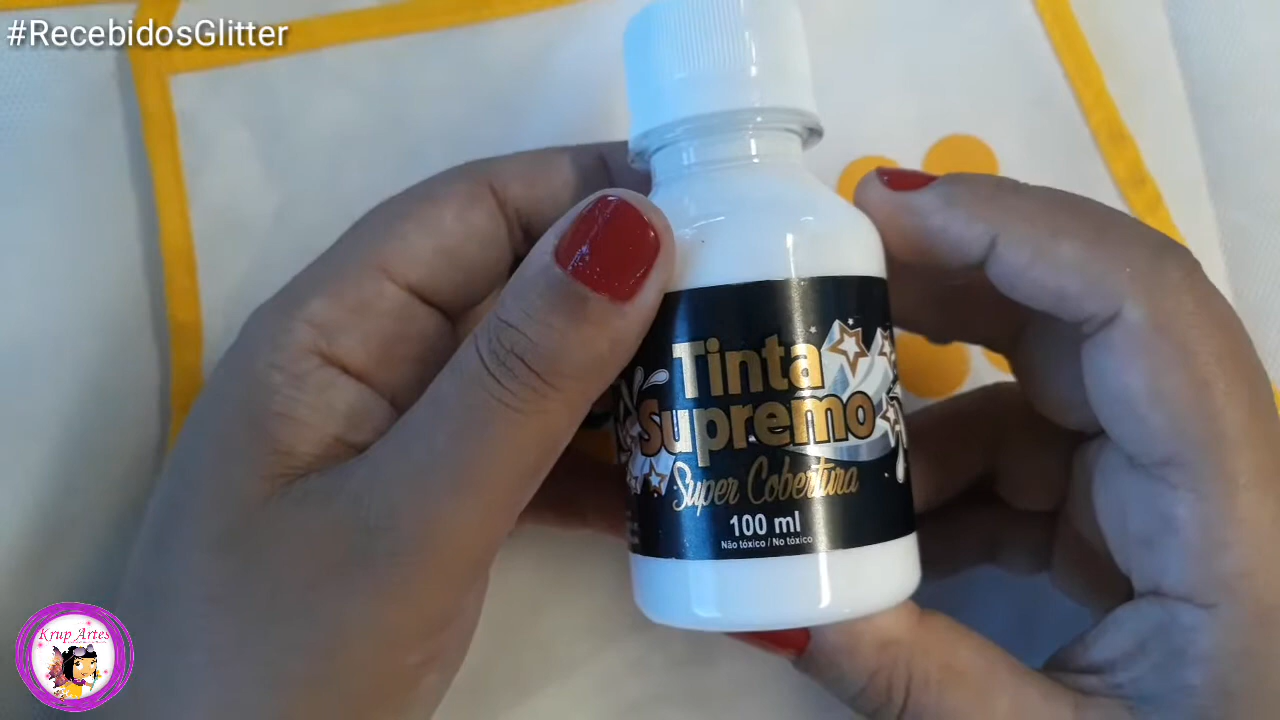 #RecebidosGlitter
Tinta
Supremo
Super Cobertura
100 ml
Não tóxico / No tóxico
Krup Artes